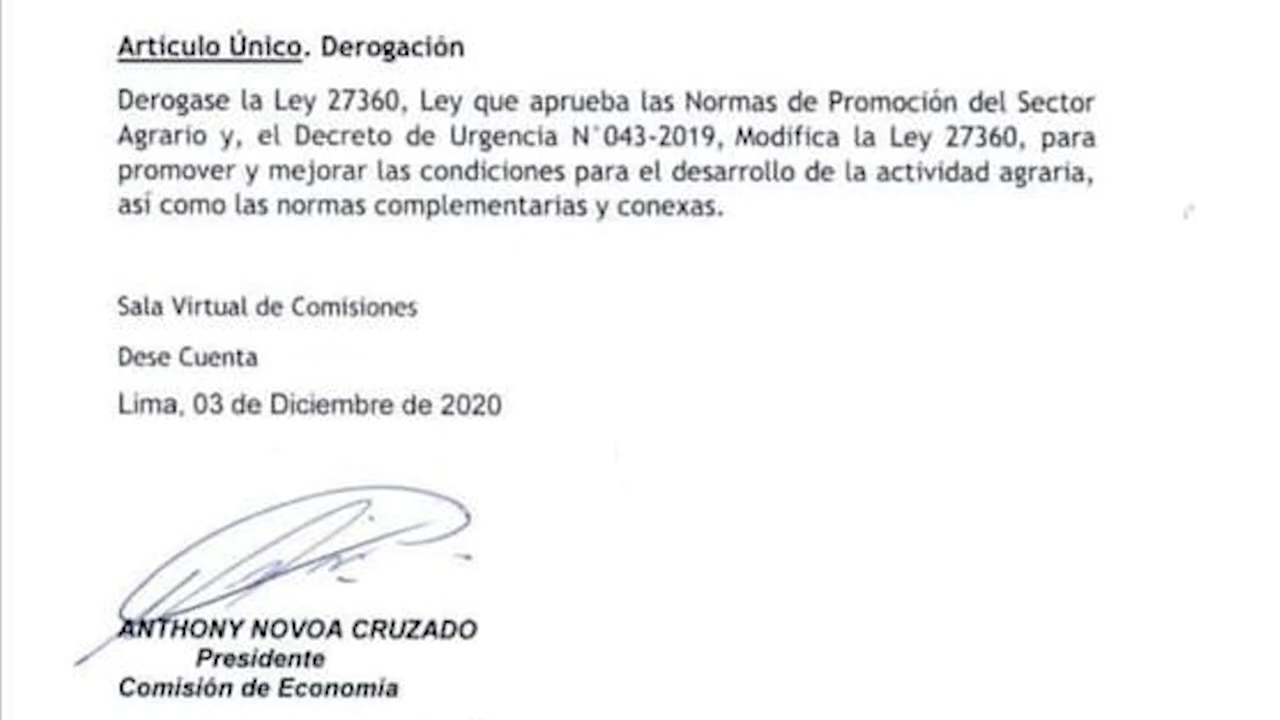 Artículo Único. Derogación
Derogase la Ley 27360, Ley que aprueba las Normas de Promoción del Sector
Agrario y, el Decreto de Urgencia N°043-2019, Modifica la Ley 27360, para
promover y mejorar las condiciones para el desarrollo de la actividad agraria,
así como las normas complementarias y conexas.
Sala Virtual de Comisiones
Dese Cuenta
Lima, 03 de Diciembre de 2020
ANTHONY NOVOA CRUZADO
Presidente
Comisión de Economía